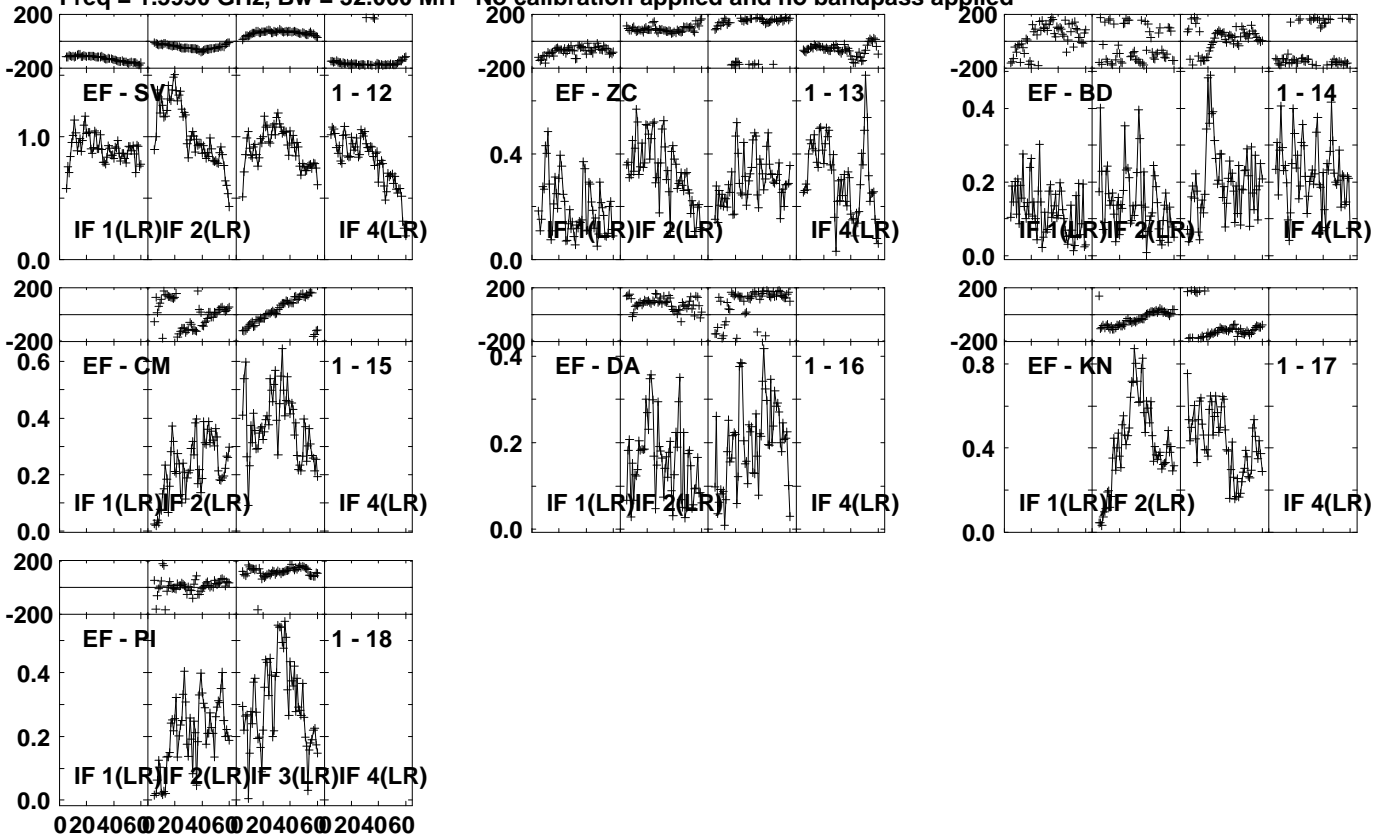 Freq = GHz, Bw = 32.000 MH No calibration applied and no bandpass applied
200
-200
EF - SV
1 - 12
1.0
IF 1(LR)
IF 2(LR)
IF 4(LR)
0.0
200
-200
EF - ZC
1 - 13
0.4
IF 1(LR)
IF 2(LR)
IF 4(LR)
0.0
200
-200
EF - BD
1 - 14
0.4
0.2
IF 1(LR)
IF 2(LR)
IF 4(LR)
0.0
200
-200
EF - CM
1 - 15
0.6
0.4
0.2
IF 1(LR)
IF 2(LR)
IF 4(LR)
0.0
200
-200
0.4
EF - DA
1 - 16
0.2
IF 1(LR)
IF 2(LR)
IF 4(LR)
0.0
200
-200
EF - KN
1 - 17
0.8
0.4
IF 1(LR)
IF 2(LR)
IF 4(LR)
0.0
200
-200
EF - PI
1 - 18
0.4
0.2
IF 1(LR)
IF 2(LR)
IF 3(LR)
IF 4(LR)
0.0
0 20 40 60 0 20 40 60 0 20 40 60 0 20 40 60